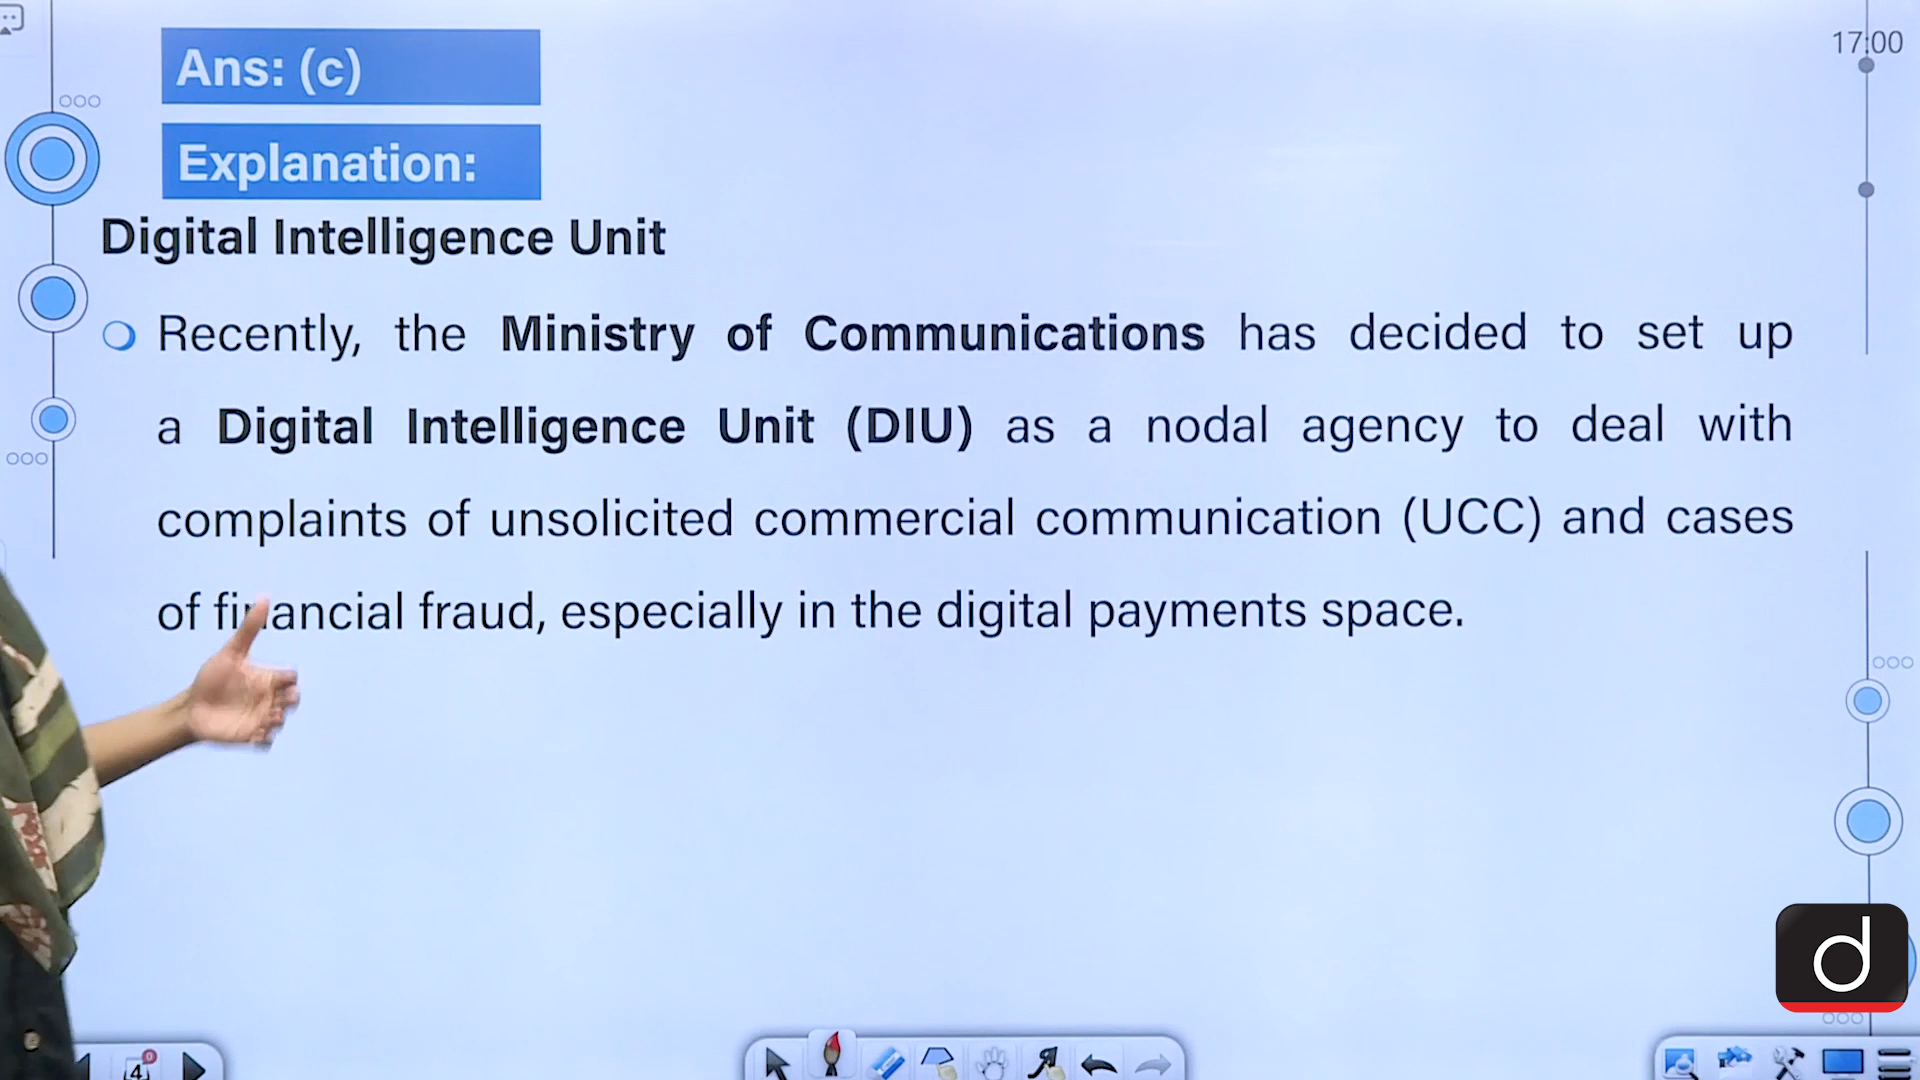 17:00
Ans: (c)
Explanation:
Digital Intelligence Unit
Recently, the Ministry of Communications has decided to set up
a Digital Intelligence Unit (DIU) as a nodal agency to deal with
complaints of unsolicited commercial communication (UCC) and cases
of financial fraud, especially in the digital payments space.
d
4
0